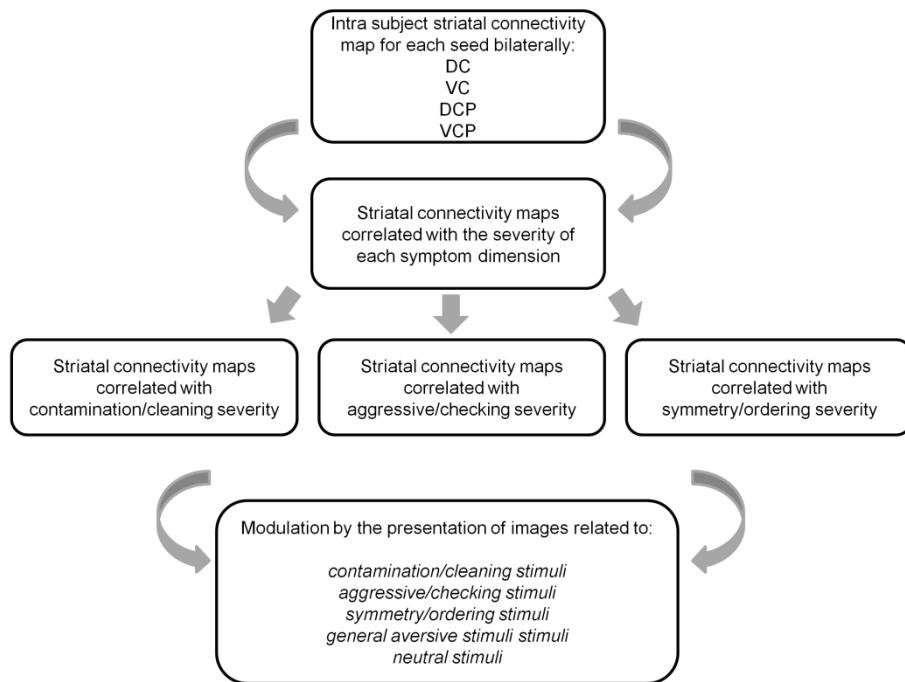 Intra subject striatal connectivity
map for each seed bilaterally:
DC
VC
DCP
VCP
Striatal connectivity maps
correlated with the severity of
each symptom dimension
Striatal connectivity maps
correlated with
contamination/cleaning severity
Striatal connectivity maps
correlated with
aggressive/checking severity
Striatal connectivity maps
correlated with
symmetry/ordering severity
Modulation by the presentation of images related to:
contamination/cleaning stimuli
aggressive/checking stimuli
symmetry/ordering stimuli
general aversive stimuli stimuli
neutral stimuli